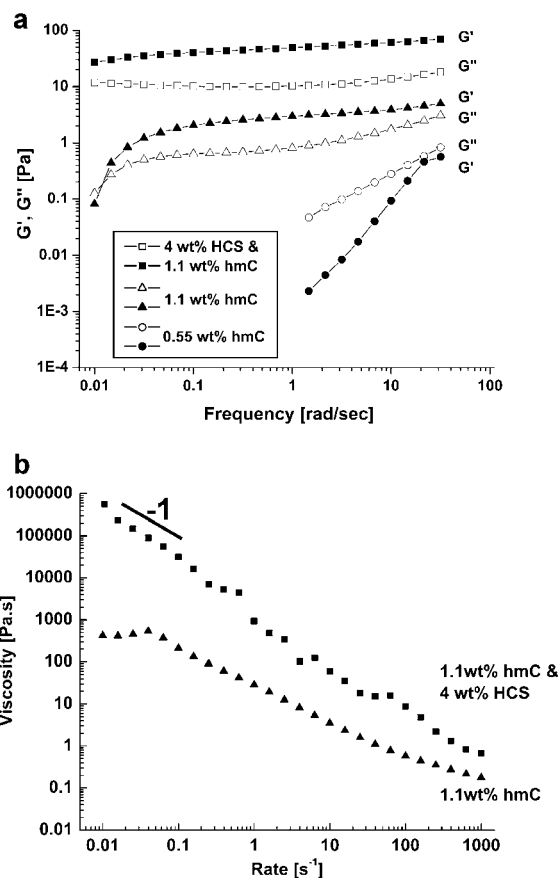 a
100
10
1
0.1
0.01
1E-3
1E-4
G', G" [Pa]
G'
G"
G'
G"
G"
G'
4 wt% HCS &
1.1 wt% hmC
1.1 wt% hmC
0.55 wt% hmC
0.01 0.1 1 10 100
Frequency [rad/sec]
b
1000000
100000
10000
1000
100
10
1
0.1
0.01
Viscosity [Pa.s]
-1
1.1wt% hmC &
4 wt% HCS
1.1wt% hmC
0.01 0.1 1 10 100 1000
Rate [s-1]